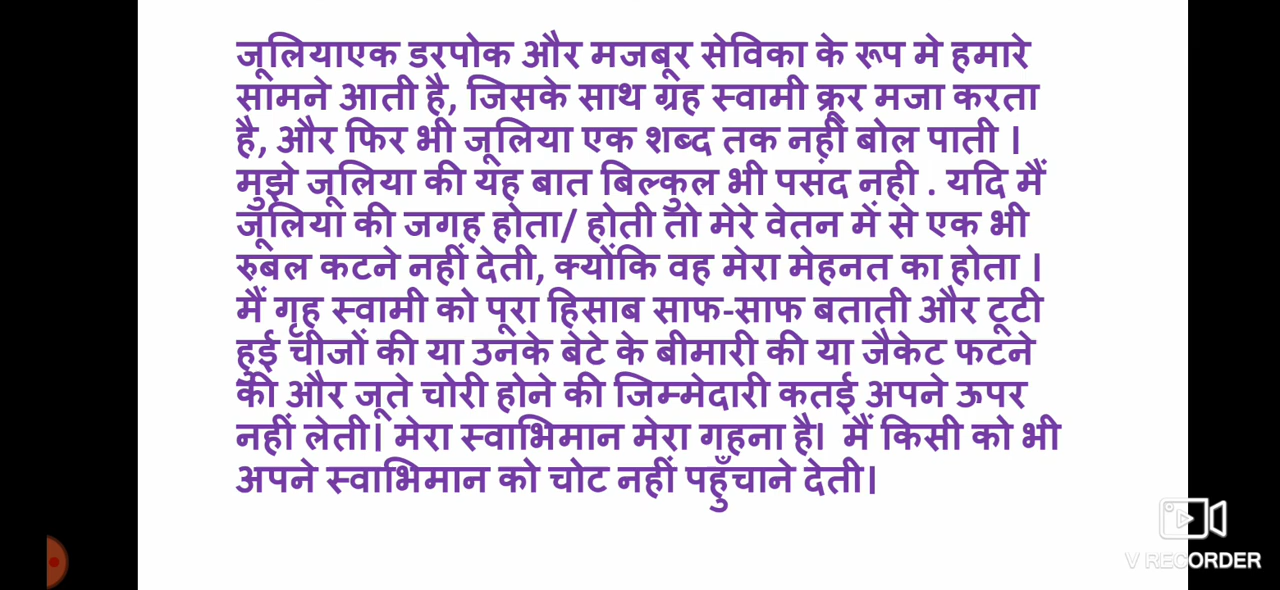 जूलियाएक डरपोक और मजबूर सेविका के रूप मे हमारे
सामने आती है, जिसके साथ ग्रह स्वामी क्रूर मजा करता
है, और फिर भी जूलिया एक शब्द तक नहीं बोल पाती ।
मुझे जूलिया की यह बात बिल्कुल भी पसंद नही . यदि मैं
जूलिया की जगह होता/ होती तो मेरे वेतन में से एक भी
रुबल कटने नहीं देती, क्योंकि वह मेरा मेहनत का होता ।
मैं गृह स्वामी को पूरा हिसाब साफ-साफ बताती और टूटी
हुई चीजों की या उनके बेटे के बीमारी की या जैकेट फटने
की और जूते चोरी होने की जिम्मेदारी कतई अपने ऊपर
नहीं लेती। मेरा स्वाभिमान मेरा गहना है। मैं किसी को भी
अपने स्वाभिमान को चोट नहीं पहुँचाने देती।
V RECORDER